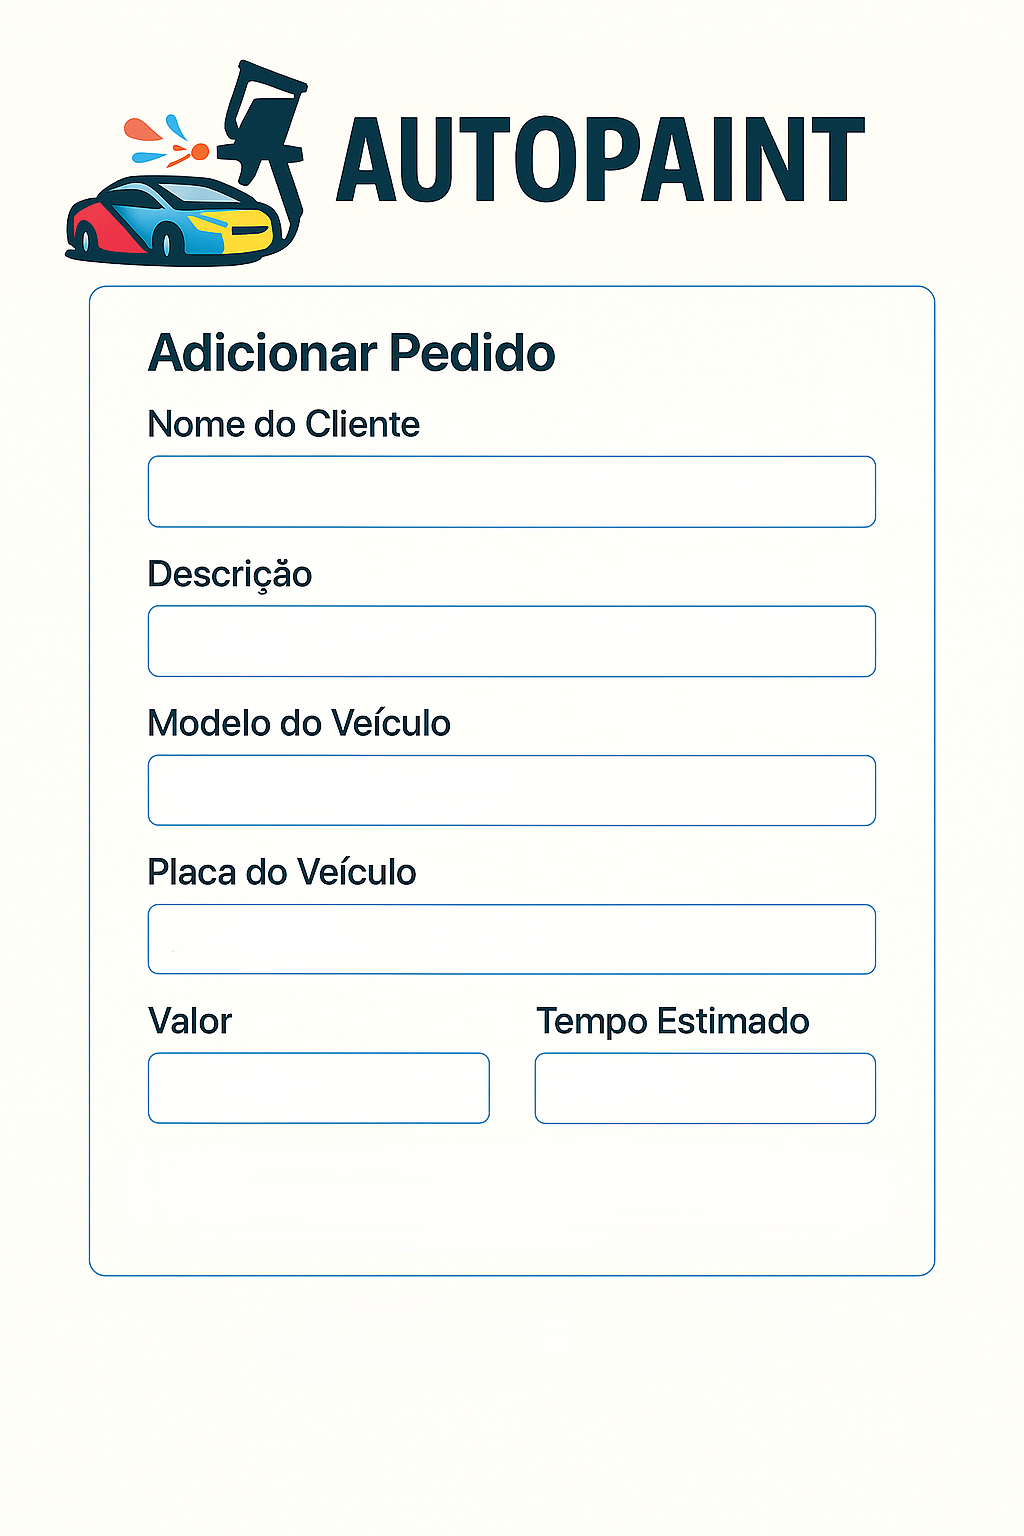 AUTOPAINT
Adicionar Pedido
Nome do Cliente
Descrição
Modelo do Veículo
Placa do Veículo
Valor Tempo Estimado